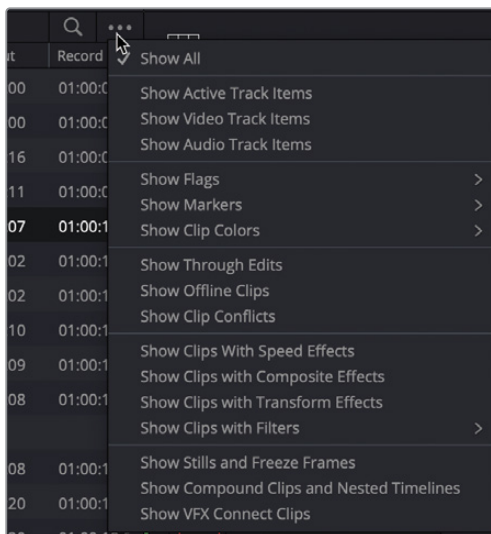 Record
Show All
Show Active Track Items
00 01:00:0
Show Video Track Items
00 01:00:0
Show Audio Track Items
16 01:00:0
Show Flags
11 01:00:0
Show Markers
07 01:00:1
Show Clip Colors
02 01:00:1
Show Through Edits
02 01:00:1
Show Offline Clips
10 01:00:1
Show Clip Conflicts
09 01:00:1
Show Clips With Speed Effects
Show Clips with Composite Effects
08 01:00:1
Show Clips with Transform Effects
Show Clips with Filters
08 01:00:1
Show Stills and Freeze Frames
Show Compound Clips and Nested Timelines
20 01:00:1
Show VFX Connect Clips